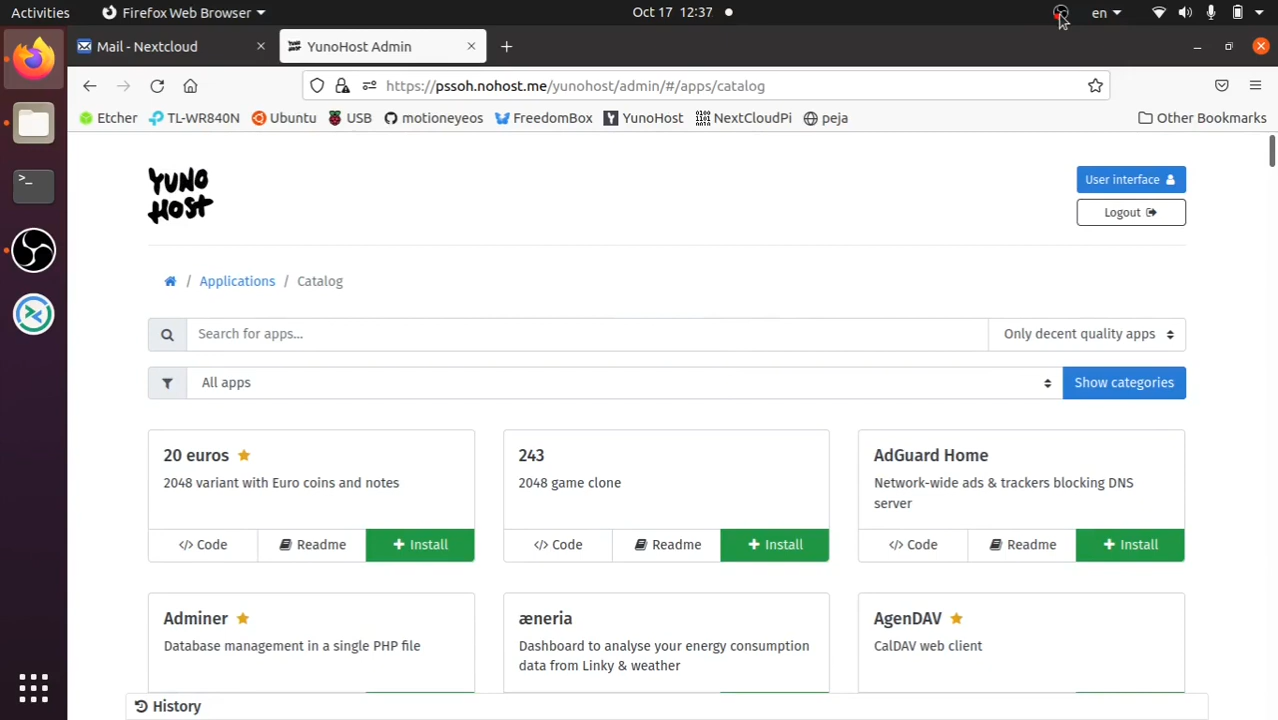 Activities
Firefox Web Browser
Oct 17 12:37
en
Mail - Nextcloud
YunoHost Admin
https://pssoh.nohost.me/yunohost/admin/#/apps/catalog
Etcher
TL-WR840N
Ubuntu
USB
motioneyeos
FreedomBox
YunoHost
NextCloudPi
peja
Other Bookmarks
YUNO
HOST
User interface
Logout
/ Applications / Catalog
Search for apps...
Only decent quality apps
All apps
Show categories
20 euros
2048 variant with Euro coins and notes
</> Code
Readme
+ Install
243
2048 game clone
</> Code
Readme
+ Install
AdGuard Home
Network-wide ads & trackers blocking DNS
server
</> Code
Readme
+ Install
Adminer
Database management in a single PHP file
æneria
Dashboard to analyse your energy consumption
data from Linky & weather
AgenDAV
CalDAV web client
History